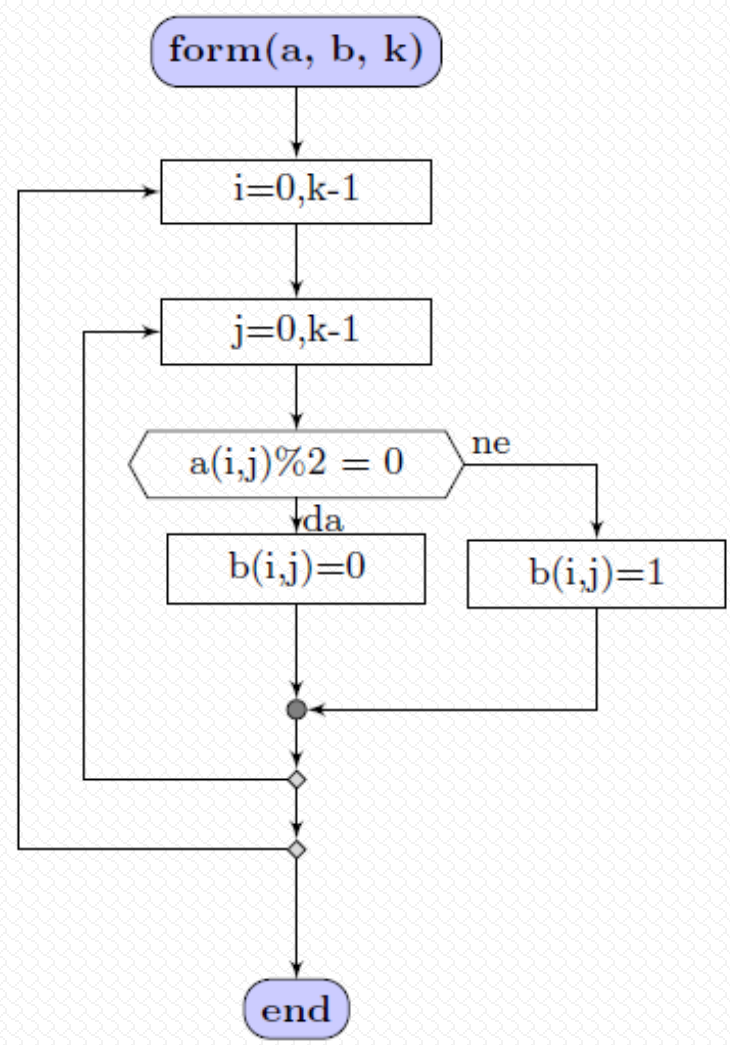 form(a, b, k)
i=0,k-1
j=0,k-1
a(i,j)%2 = 0
ne
da
b(i,j)=0
b(i,j)=1
end